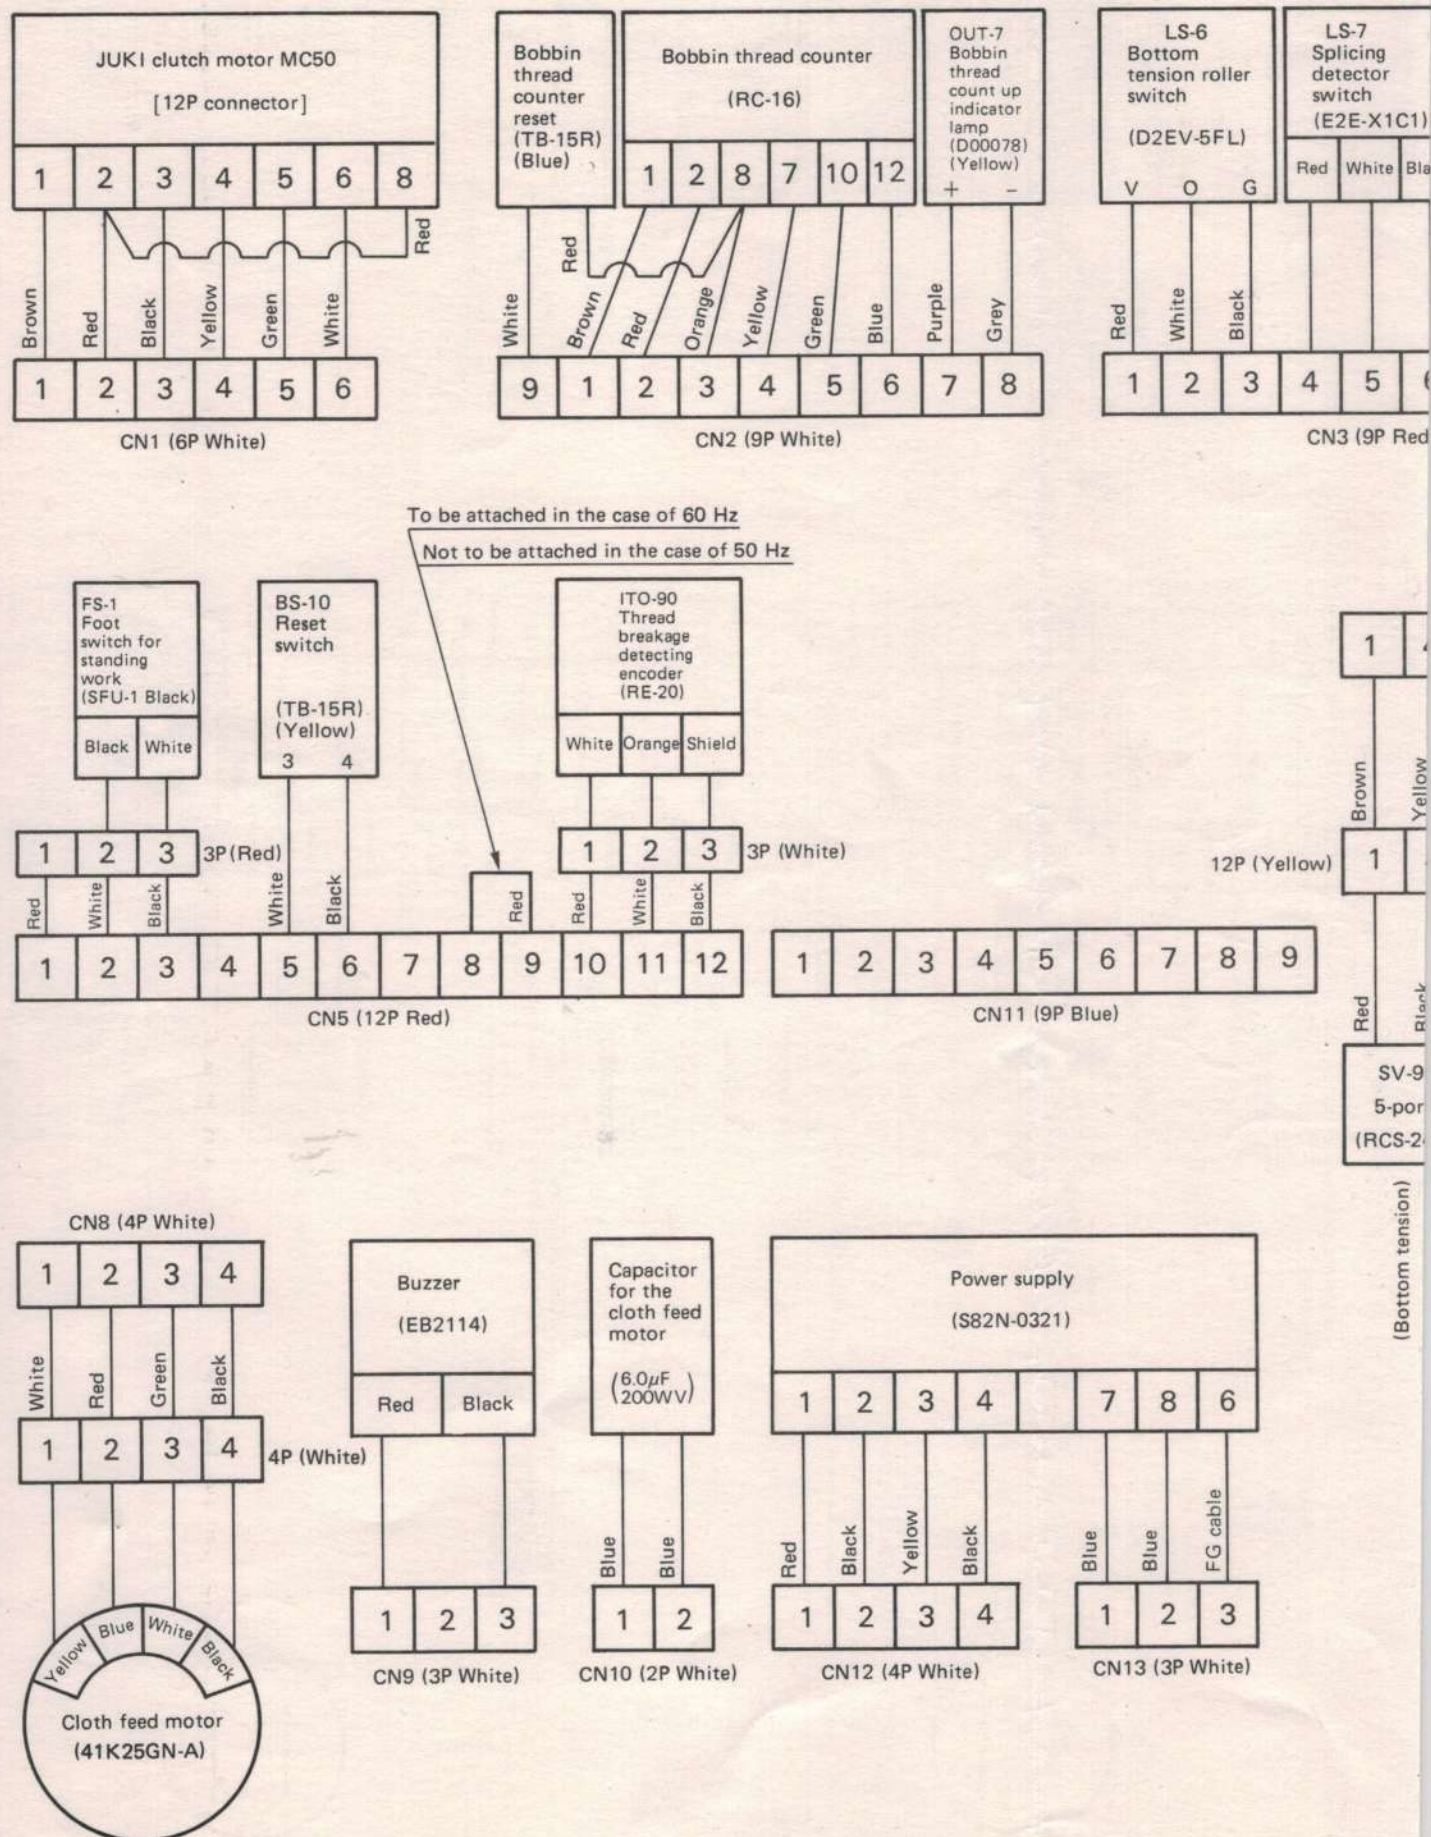 JUKI clutch motor MC50
[12P connector]
1 2 3 4 5 6 8
Brown Red Black Yellow Green White Red
1 2 3 4 5 6
CN1 (6P White)
Bobbin
thread
counter
reset
(TB-15R)
(Blue)
Bobbin thread counter
(RC-16)
1 2 8 7 10 12
OUT-7
Bobbin
thread
count up
indicator
lamp
(D00078)
(Yellow)
+ −
White Red Brown Red Orange Yellow Green Blue Purple Grey
9 1 2 3 4 5 6 7 8
CN2 (9P White)
LS-6
Bottom
tension roller
switch
(D2EV-5FL)
V O G
LS-7
Splicing
detector
switch
(E2E-X1C1)
Red White
Red White Black
1 2 3 4 5
CN3 (9P Red
To be attached in the case of 60 Hz
Not to be attached in the case of 50 Hz
FS-1
Foot
switch for
standing
work
(SFU-1 Black)
Black White
1 2 3 3P (Red)
Red White Black
BS-10
Reset
switch
(TB-15R)
(Yellow)
3 4
White Black
Red
ITO-90
Thread
breakage
detecting
encoder
(RE-20)
White Orange Shield
1 2 3 3P (White)
Red White Black
1 2 3 4 5 6 7 8 9 10 11 12
CN5 (12P Red)
1 2 3 4 5 6 7 8 9
CN11 (9P Blue)
1
Brown Yellow
12P (Yellow) 1
Red Black
SV-9
5-por
(RCS-2
(Bottom tension)
CN8 (4P White)
1 2 3 4
White Red Green Black
1 2 3 4 4P (White)
Yellow Blue White Black
Cloth feed motor
(41K25GN-A)
Buzzer
(EB2114)
Red Black
1 2 3
CN9 (3P White)
Capacitor
for the
cloth feed
motor
(6.0μF
200WV)
Blue Blue
1 2
CN10 (2P White)
Power supply
(S82N-0321)
1 2 3 4 7 8 6
Red Black Yellow Black Blue Blue FG cable
1 2 3 4
CN12 (4P White)
1 2 3
CN13 (3P White)